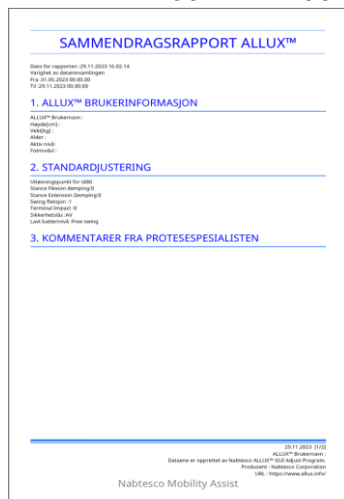 SAMMENDRAGSRAPPORT ALLUX™
Dato for rapporten :29.11.2023 16.02.14
Varighet av datainnsamlingen
Fra :31.05.2023 00.00.00
Til :29.11.2023 00.00.00
1. ALLUX™ BRUKERINFORMASJON
ALLUX™ Brukernavn :
Høyde[cm] :
Vekt[kg] :
Alder :
Aktiv nivå:
Fotmodul :
2. STANDARDJUSTERING
Utløsningspunkt for tå80
Stance Flexion demping:0
Stance Extension Demping:0
Swing fleksjon :1
Terminal Impact :0
Sikkerhetslås :AV
Lavt batterinivå :Free swing
3. KOMMENTARER FRA PROTESESPESIALISTEN
29.11.2023 (1/2)
ALLUX™ Brukernavn :
Dataene er opprettet av Nabtesco ALLUX™ GUI Adjust Program.
Produsent : Nabtesco Corporation
URL : https://www.allux.info/
Nabtesco Mobility Assist